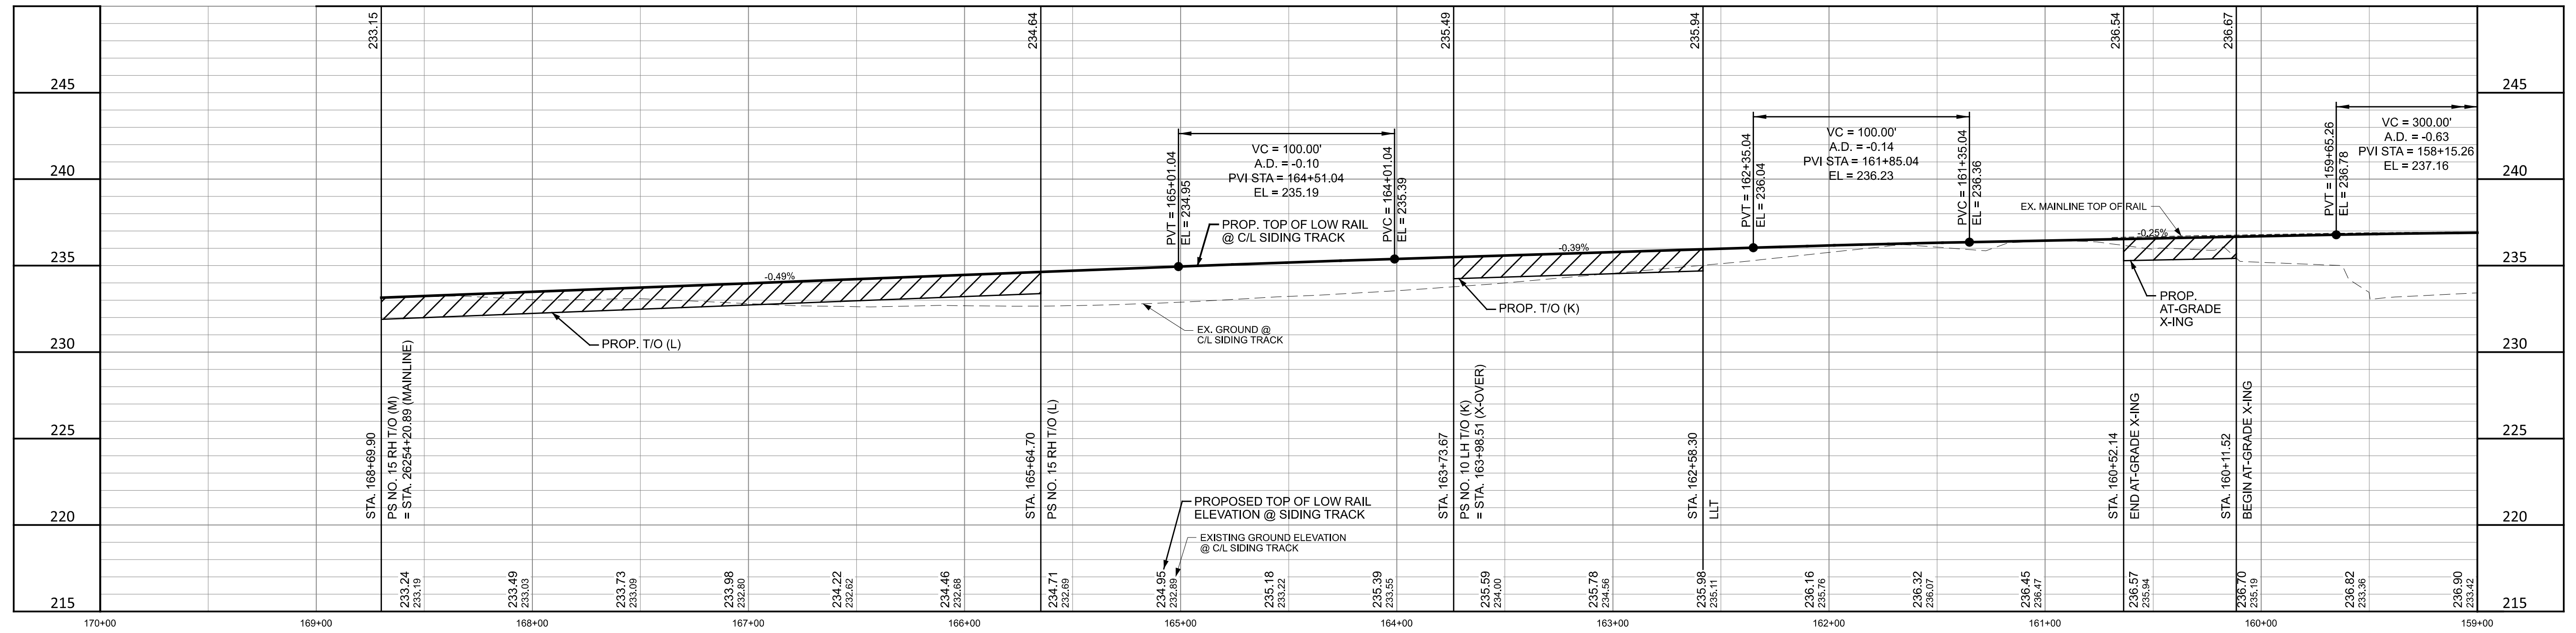 233.15
234.64
235.49
235.94
236.54
236.67
245
240
235
230
225
220
215
245
240
235
230
225
220
215
PVT = 165+01.04
EL = 234.95
VC = 100.00'
A.D. = -0.10
PVI STA = 164+51.04
EL = 235.19
PVC = 164+01.04
EL = 235.39
PVT = 162+35.04
EL = 236.04
VC = 100.00'
A.D. = -0.14
PVI STA = 161+85.04
EL = 236.23
PVC = 161+35.04
EL = 236.36
PVT = 159+65.26
EL = 236.78
VC = 300.00'
A.D. = -0.63
PVI STA = 158+15.26
EL = 237.16
PROP. TOP OF LOW RAIL
@ C/L SIDING TRACK
EX. MAINLINE TOP OF RAIL
-0.49%
-0.39%
-0.25%
PROP. T/O (L)
EX. GROUND @
C/L SIDING TRACK
PROP. T/O (K)
PROP.
AT-GRADE
X-ING
STA. 168+69.90
PS NO. 15 RH T/O (M)
= STA. 26254+20.89 (MAINLINE)
STA. 165+64.70
PS NO. 15 RH T/O (L)
STA. 163+73.67
PS NO. 10 LH T/O (K)
= STA. 163+98.51 (X-OVER)
STA. 162+58.30
LLT
STA. 160+52.14
END AT-GRADE X-ING
STA. 160+11.52
BEGIN AT-GRADE X-ING
PROPOSED TOP OF LOW RAIL
ELEVATION @ SIDING TRACK
EXISTING GROUND ELEVATION
@ C/L SIDING TRACK
233.24
233.19
233.49
233.03
233.73
233.09
233.98
232.80
234.22
232.62
234.46
232.68
234.71
232.69
234.95
232.89
235.18
233.22
235.39
233.55
235.59
234.00
235.78
234.56
235.98
235.11
236.16
235.76
236.32
236.07
236.45
236.47
236.57
235.94
236.70
235.19
236.82
233.36
236.90
233.42
170+00
169+00
168+00
167+00
166+00
165+00
164+00
163+00
162+00
161+00
160+00
159+00